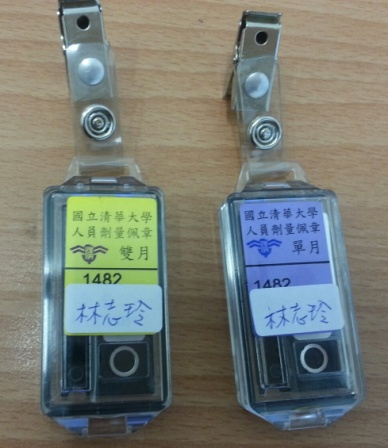 國立清華大學
人員劑量佩章
雙月
1482
林志玲
國立清華大學
人員劑量佩章
單月
1482
林志玲